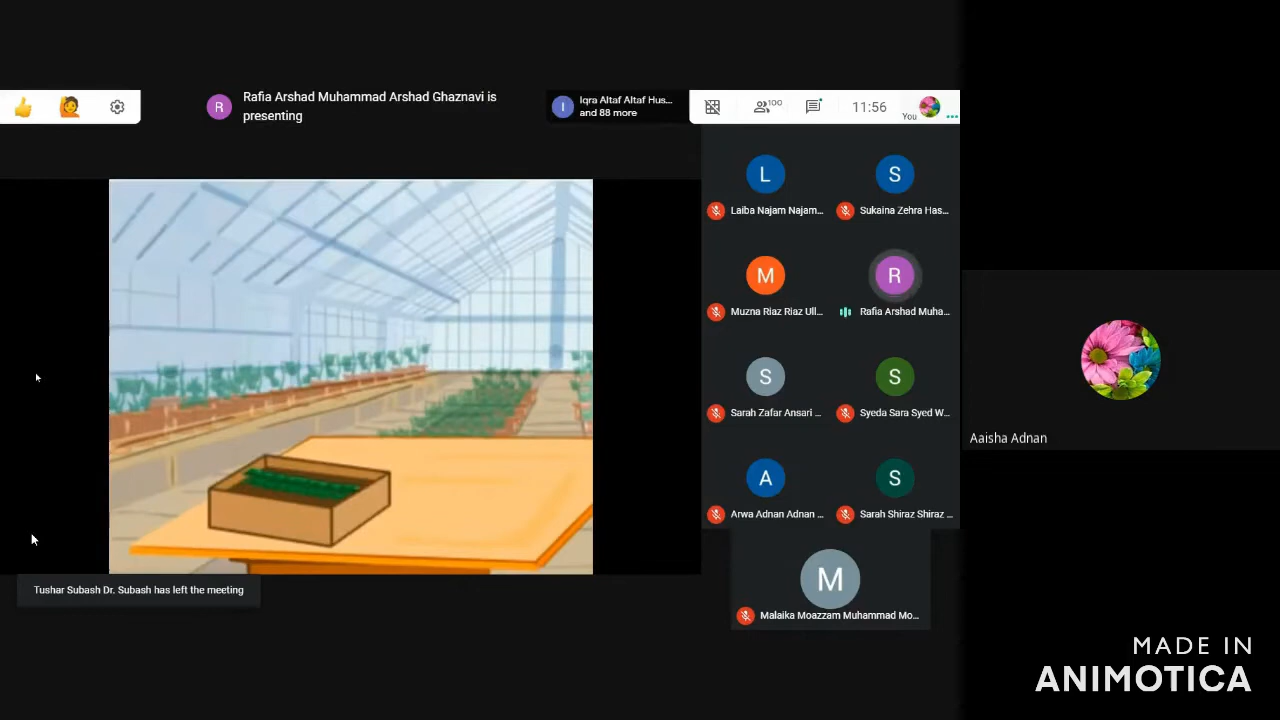 R
Rafia Arshad Muhammad Arshad Ghaznavi is
presenting
I
Iqra Altaf Altaf Hus...
and 88 more
100
11:56
You
L
Laiba Najam Najam...
S
Sukaina Zehra Has...
M
Muzna Riaz Riaz Ull...
R
Rafia Arshad Muha...
S
Sarah Zafar Ansari ...
S
Syeda Sara Syed W...
A
Arwa Adnan Adnan ...
S
Sarah Shiraz Shiraz ...
M
Malaika Moazzam Muhammad Mo...
Aaisha Adnan
Tushar Subash Dr. Subash has left the meeting
MADE IN
ANIMOTICA